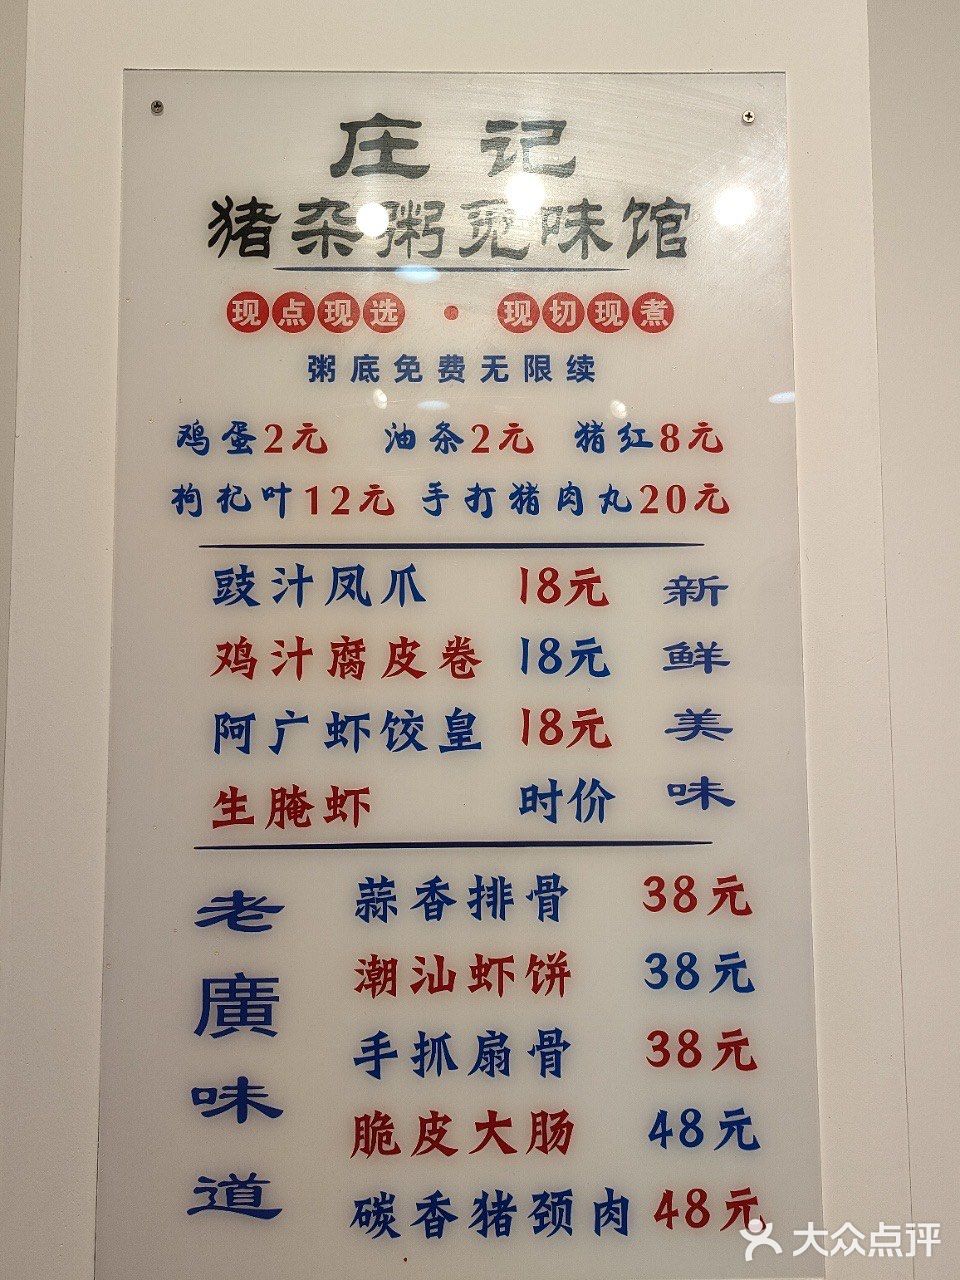 庄记
猪杂粥觅味馆
现点现选·现切现煮
粥底免费无限续
鸡蛋2元 油条2元 猪红8元
枸杞叶12元 手打猪肉丸20元
豉汁凤爪 18元
鸡汁腐皮卷 18元
阿广虾饺皇 18元
生腌虾 时价
新鲜美味
老廣味道
蒜香排骨 38元
潮汕虾饼 38元
手抓扇骨 38元
脆皮大肠 48元
碳香猪颈肉 48元
大众点评